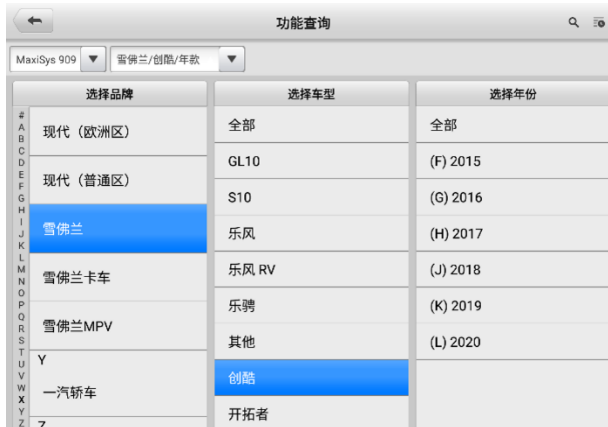 功能查询
MaxiSys 909
雪佛兰/创酷/年款
选择品牌
选择车型
选择年份
#
A
B
C
D
E
F
G
H
I
J
K
L
M
N
O
P
Q
R
S
T
U
V
W
X
Y
Z
现代（欧洲区）
现代（普通区）
雪佛兰
雪佛兰卡车
雪佛兰MPV
Y
一汽轿车
Z
全部
GL10
S10
乐风
乐风 RV
乐骋
其他
创酷
开拓者
全部
(F) 2015
(G) 2016
(H) 2017
(J) 2018
(K) 2019
(L) 2020